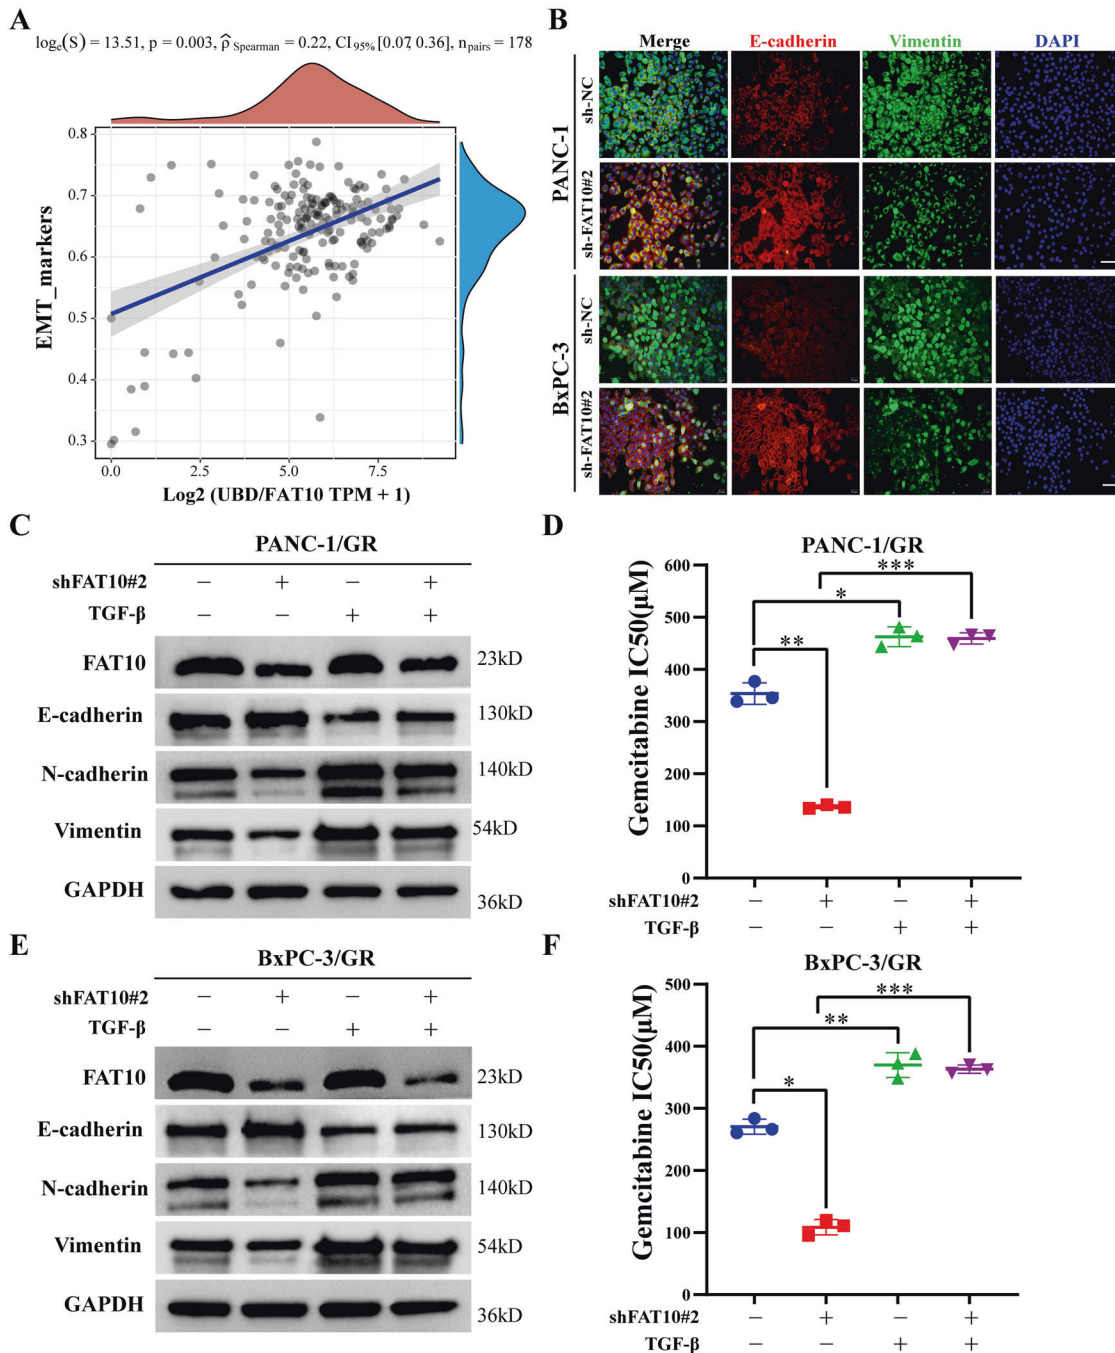 A
logₑ(S) = 13.51, p = 0.003, ρ̂ Spearman = 0.22, CI95% [0.07, 0.36], npairs = 178
0.8
0.7
0.6
0.5
0.4
0.3
EMT_markers
0.0 2.5 5.0 7.5
Log2 (UBD/FAT10 TPM + 1)
B
Merge E-cadherin Vimentin DAPI
PANC-1
sh-NC
sh-FAT10#2
BxPC-3
sh-NC
sh-FAT10#2
C
PANC-1/GR
shFAT10#2 − + − +
TGF-β − − + +
FAT10 23kD
E-cadherin 130kD
N-cadherin 140kD
Vimentin 54kD
GAPDH 36kD
D
PANC-1/GR
Gemcitabine IC50(μM)
600
500
400
300
200
100
0
***
*
**
shFAT10#2 − + − +
TGF-β − − + +
E
BxPC-3/GR
shFAT10#2 − + − +
TGF-β − − + +
FAT10 23kD
E-cadherin 130kD
N-cadherin 140kD
Vimentin 54kD
GAPDH 36kD
F
BxPC-3/GR
Gemcitabine IC50(μM)
500
400
300
200
100
0
***
**
*
shFAT10#2 − + − +
TGF-β − − + +